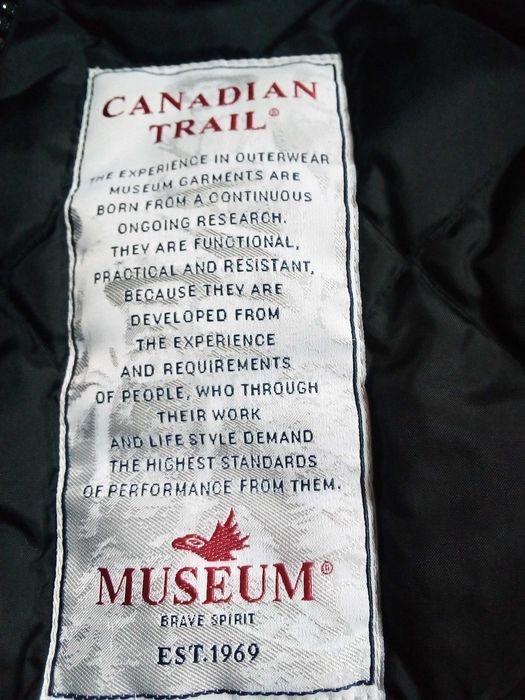 CANADIAN
TRAIL®
THE EXPERIENCE IN OUTERWEAR
MUSEUM GARMENTS ARE
BORN FROM A CONTINUOUS
ONGOING RESEARCH.
THEY ARE FUNCTIONAL,
PRACTICAL AND RESISTANT,
BECAUSE THEY ARE
DEVELOPED FROM
THE EXPERIENCE
AND REQUIREMENTS
OF PEOPLE, WHO THROUGH
THEIR WORK
AND LIFE STYLE DEMAND
THE HIGHEST STANDARDS
OF PERFORMANCE FROM THEM.
MUSEUM®
BRAVE SPIRIT
EST.1969